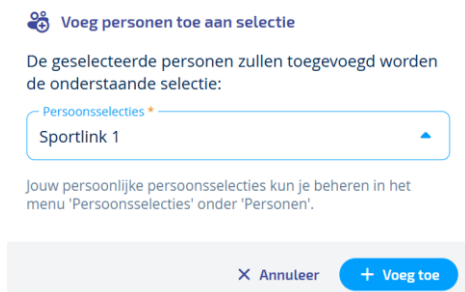 Voeg personen toe aan selectie
De geselecteerde personen zullen toegevoegd worden
de onderstaande selectie:
Persoonsselecties *
Sportlink 1
Jouw persoonlijke persoonsselecties kun je beheren in het
menu 'Persoonsselecties' onder 'Personen'.
Annuleer
Voeg toe